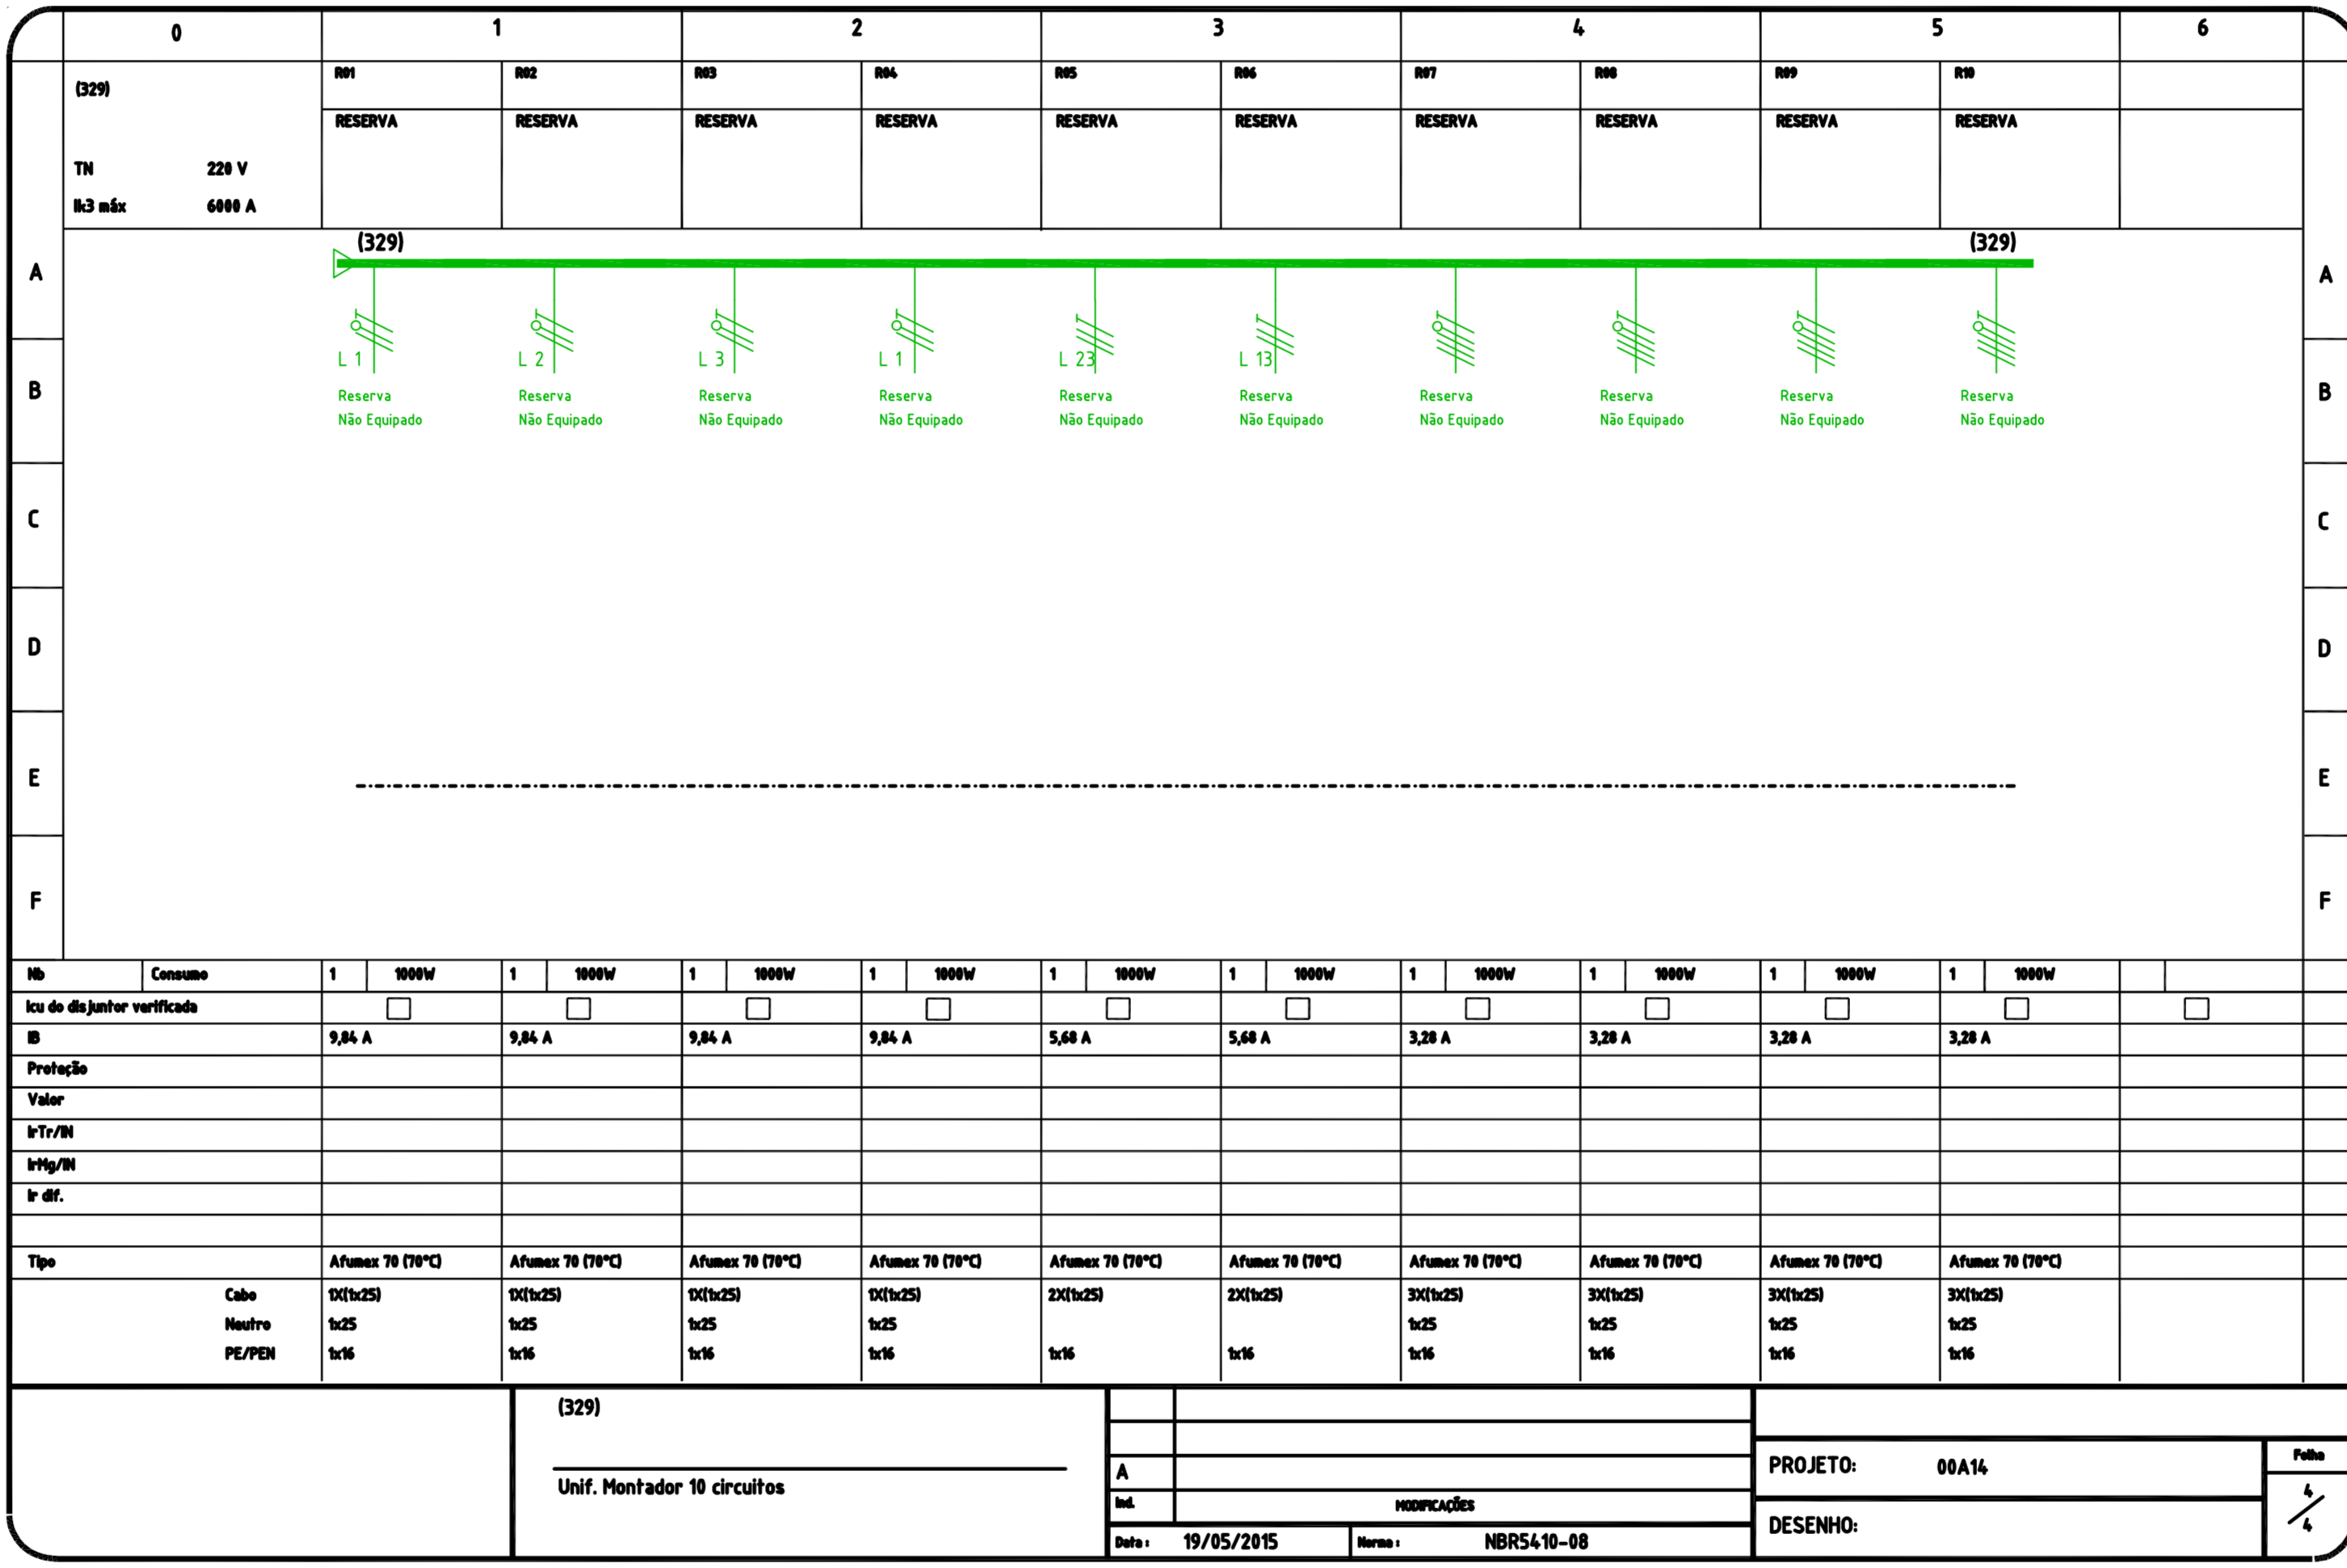 0 1 2 3 4 5 6
(329) R01 R02 R03 R04 R05 R06 R07 R08 R09 R10
RESERVA RESERVA RESERVA RESERVA RESERVA RESERVA RESERVA RESERVA RESERVA RESERVA
TN 220 V
Ik3 máx 6000 A
(329) (329)
A A
L 1 L 2 L 3 L 1 L 23 L 13
B B
Reserva Reserva Reserva Reserva Reserva Reserva Reserva Reserva Reserva Reserva
Não Equipado Não Equipado Não Equipado Não Equipado Não Equipado Não Equipado Não Equipado Não Equipado Não Equipado Não Equipado
C C
D D
E E
F F
Nb Consumo 1 1000W 1 1000W 1 1000W 1 1000W 1 1000W 1 1000W 1 1000W 1 1000W 1 1000W 1 1000W
Icu do disjuntor verificada
IB 9,84 A 9,84 A 9,84 A 9,84 A 5,68 A 5,68 A 3,28 A 3,28 A 3,28 A 3,28 A
Proteção
Valor
IrTr/IN
IrMg/IN
Ir dif.
Tipo Afumex 70 (70°C) Afumex 70 (70°C) Afumex 70 (70°C) Afumex 70 (70°C) Afumex 70 (70°C) Afumex 70 (70°C) Afumex 70 (70°C) Afumex 70 (70°C) Afumex 70 (70°C) Afumex 70 (70°C)
Cabo 1X(1x25) 1X(1x25) 1X(1x25) 1X(1x25) 2X(1x25) 2X(1x25) 3X(1x25) 3X(1x25) 3X(1x25) 3X(1x25)
Neutro 1x25 1x25 1x25 1x25 1x25 1x25 1x25 1x25
PE/PEN 1x16 1x16 1x16 1x16 1x16 1x16 1x16 1x16 1x16 1x16
(329)
Unif. Montador 10 circuitos
A
Ind. MODIFICAÇÕES
Data : 19/05/2015 Norma : NBR5410-08
PROJETO: 00A14
DESENHO:
Folha
4/4